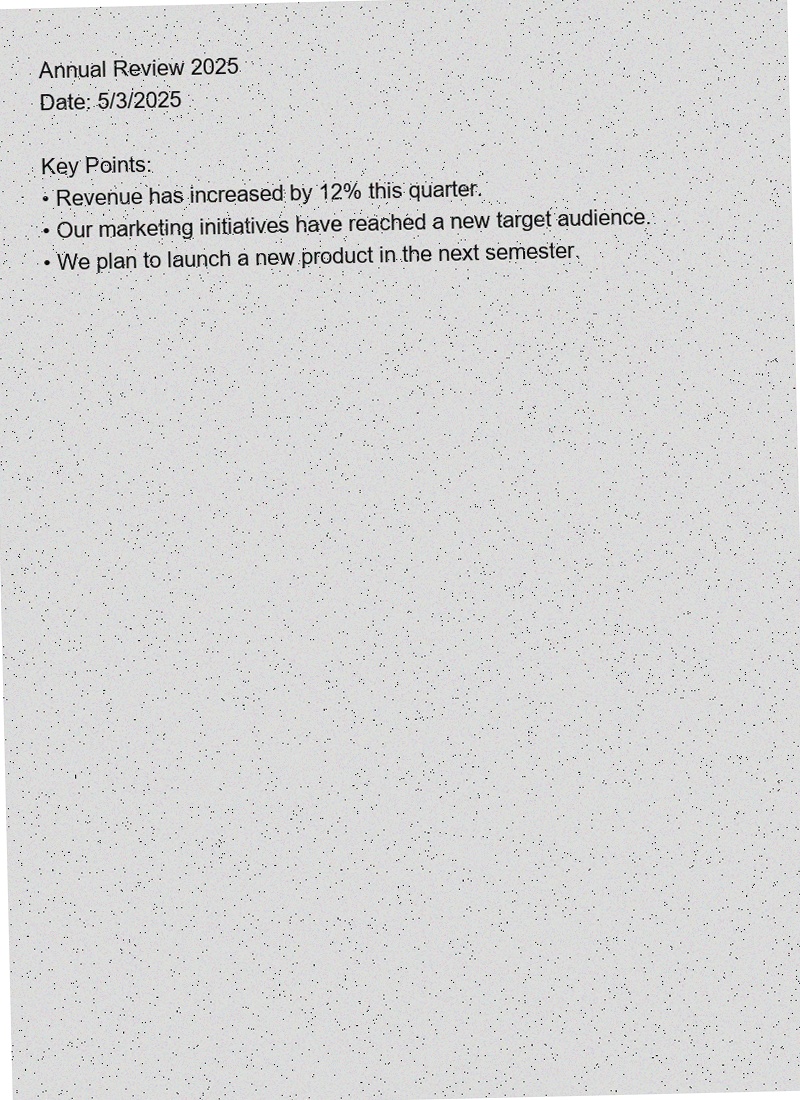 Annual Review 2025
Date: 5/3/2025
Key Points:
• Revenue has increased by 12% this quarter.
• Our marketing initiatives have reached a new target audience.
• We plan to launch a new product in the next semester.